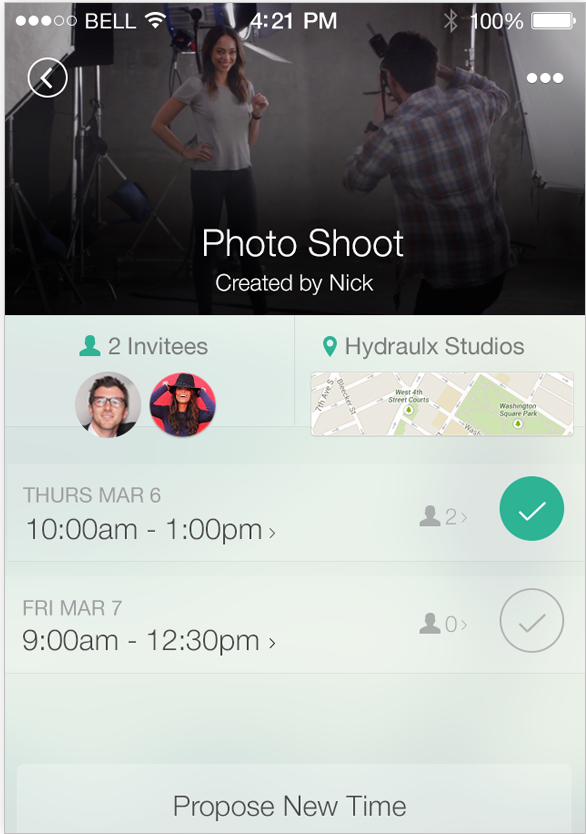 BELL 4:21 PM 100%
Photo Shoot
Created by Nick
2 Invitees
Hydraulx Studios
7th Ave S
Bleecker St
West 4th
Street Courts
Washington
Square Park
Wash
THURS MAR 6
10:00am - 1:00pm ›
2 ›
FRI MAR 7
9:00am - 12:30pm ›
0 ›
Propose New Time